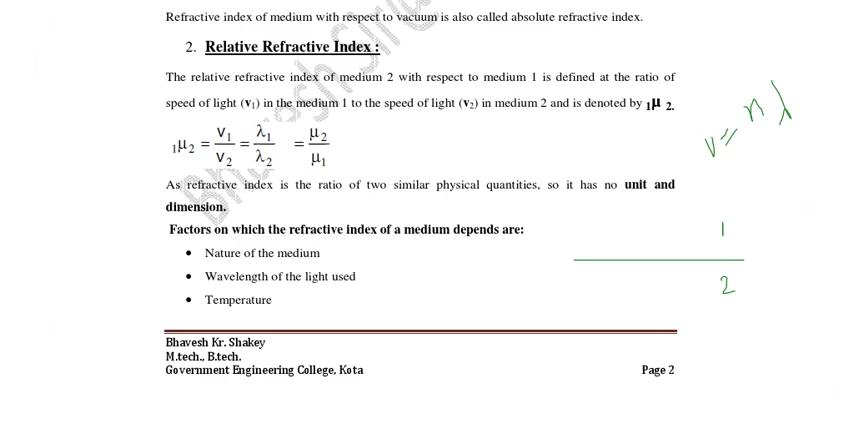 Refractive index of medium with respect to vacuum is also called absolute refractive index.
2. Relative Refractive Index :
The relative refractive index of medium 2 with respect to medium 1 is defined at the ratio of
speed of light (v₁) in the medium 1 to the speed of light (v₂) in medium 2 and is denoted by ₁μ ₂.
₁μ₂ = v₁/v₂ = λ₁/λ₂ = μ₂/μ₁
As refractive index is the ratio of two similar physical quantities, so it has no unit and
dimension.
Factors on which the refractive index of a medium depends are:
• Nature of the medium
• Wavelength of the light used
• Temperature
v = nλ
1
2
Bhavesh Kr. Shakey
M.tech., B.tech.
Government Engineering College, Kota
Page 2